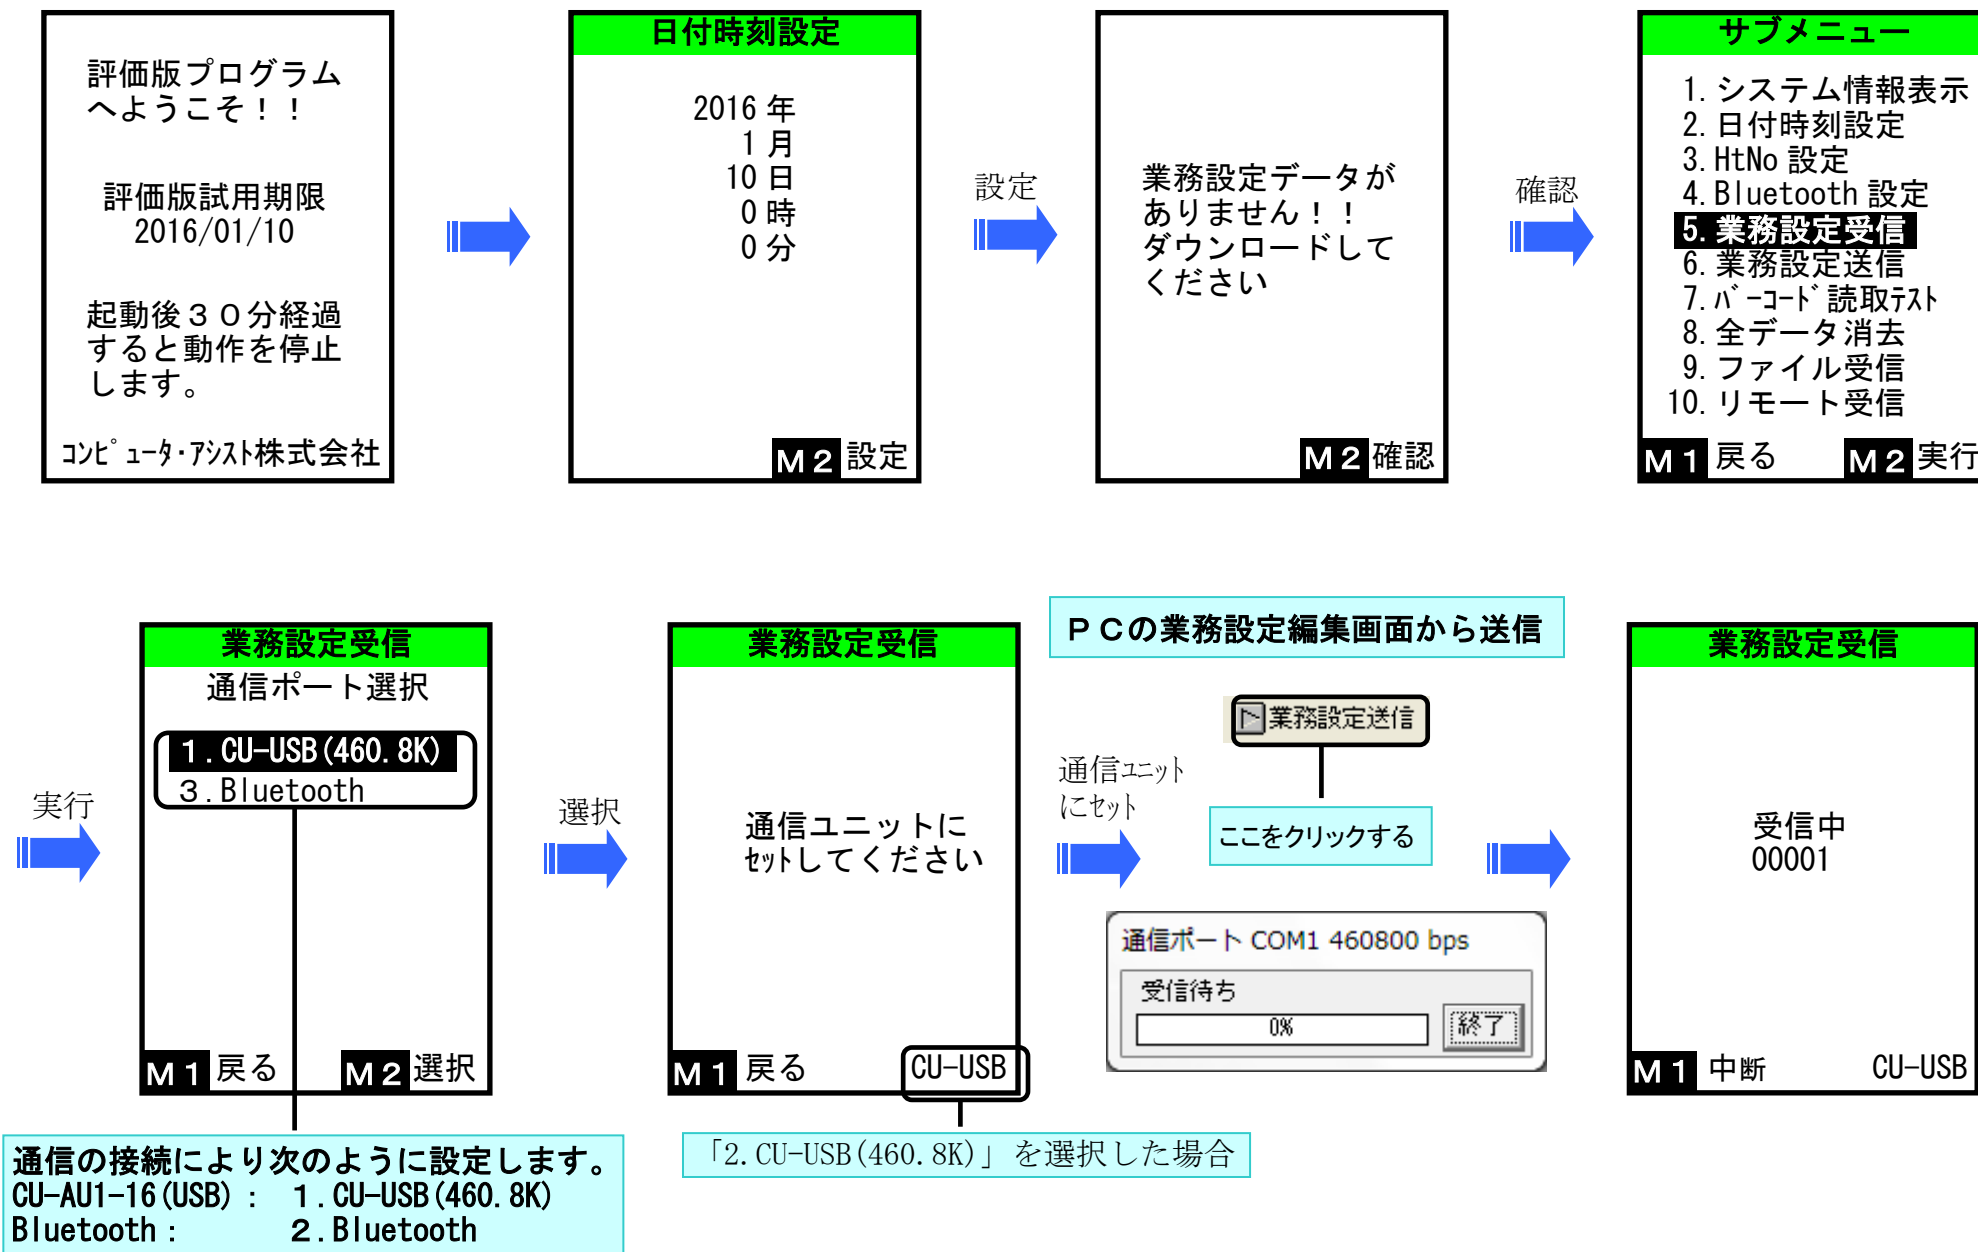 評価版プログラム
へようこそ！！
評価版試用期限
2016/01/10
起動後３０分経過
すると動作を停止
します。
ｺﾝﾋﾟｭｰﾀ･ｱｼｽﾄ株式会社
日付時刻設定
2016 年
1 月
10 日
0 時
0 分
M2 設定
設定
業務設定データが
ありません！！
ダウンロードして
ください
M2 確認
確認
サブメニュー
1. システム情報表示
2. 日付時刻設定
3. HtNo 設定
4. Bluetooth 設定
5. 業務設定受信
6. 業務設定送信
7. ﾊﾞｰｺｰﾄﾞ読取ﾃｽﾄ
8. 全データ消去
9. ファイル受信
10. リモート受信
M1 戻る M2 実行
実行
業務設定受信
通信ポート選択
１. CU-USB(460.8K)
３. Bluetooth
M1 戻る M2 選択
通信の接続により次のように設定します。
CU-AU1-16(USB) : １. CU-USB(460.8K)
Bluetooth : ２. Bluetooth
選択
業務設定受信
通信ユニットに
ｾｯﾄしてください
M1 戻る CU-USB
「2. CU-USB(460.8K)」を選択した場合
通信ﾕﾆｯﾄ
にｾｯﾄ
ＰＣの業務設定編集画面から送信
業務設定送信
ここをクリックする
通信ポート COM1 460800 bps
受信待ち
0%
終了
業務設定受信
受信中
00001
M1 中断 CU-USB